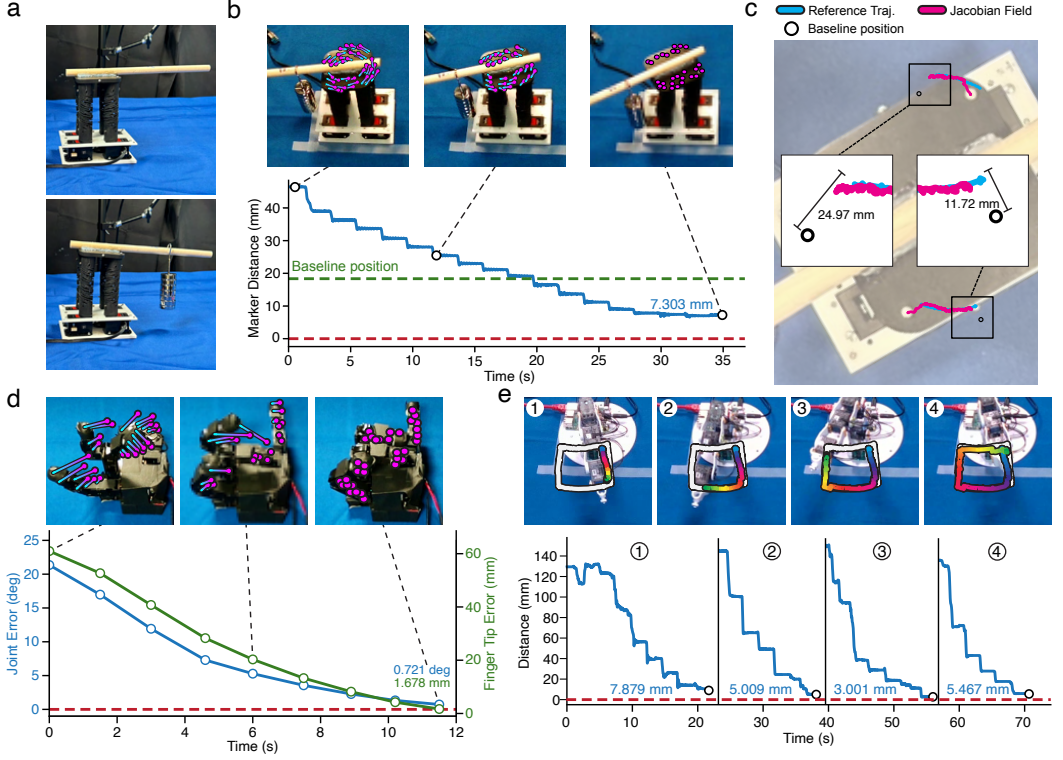 a
b
c
Reference Traj.
Jacobian Field
Baseline position
24.97 mm
11.72 mm
Marker Distance (mm)
40
30
20
10
0
Baseline position
7.303 mm
0 5 10 15 20 25 30 35
Time (s)
d
Joint Error (deg)
25
20
15
10
5
0
0.721 deg
1.678 mm
60
40
20
0
Finger Tip Error (mm)
0 2 4 6 8 10 12
Time (s)
e
1 2 3 4
Distance (mm)
140
120
100
80
60
40
20
0
1 2 3 4
7.879 mm 5.009 mm 3.001 mm 5.467 mm
0 10 20 30 40 50 60 70
Time (s)